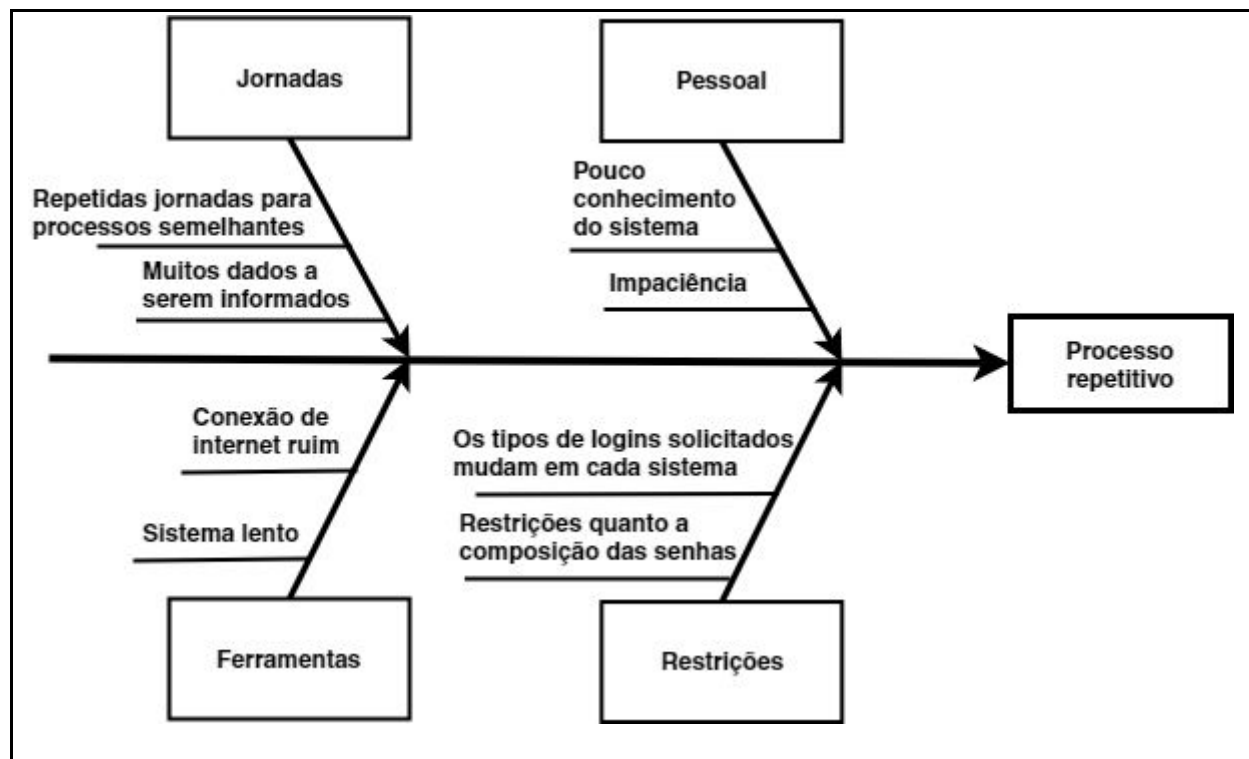 Jornadas
Pessoal
Repetidas jornadas para
processos semelhantes
Muitos dados a
serem informados
Pouco
conhecimento
do sistema
Impaciência
Processo
repetitivo
Conexão de
internet ruim
Sistema lento
Os tipos de logins solicitados
mudam em cada sistema
Restrições quanto a
composição das senhas
Ferramentas
Restrições